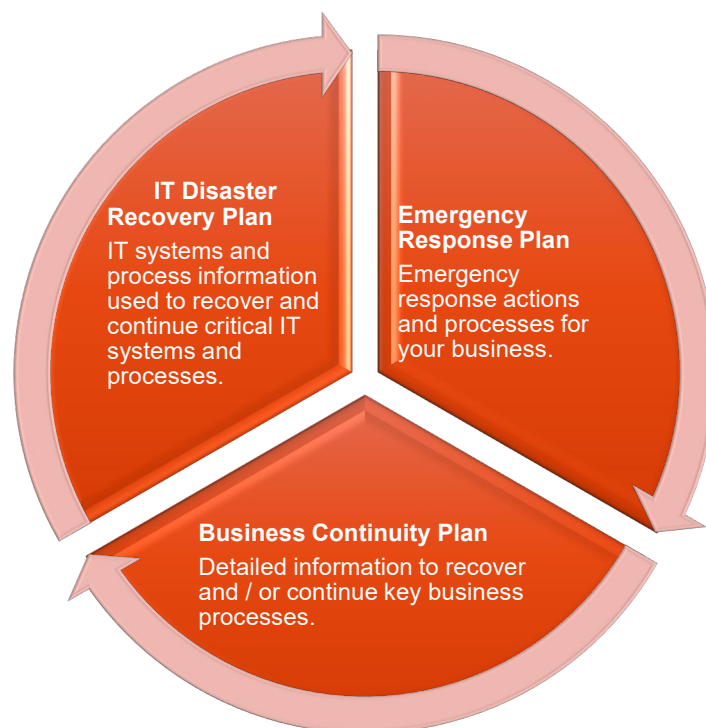 IT Disaster
Recovery Plan
IT systems and
process information
used to recover and
continue critical IT
systems and
processes.
Emergency
Response Plan
Emergency
response actions
and processes for
your business.
Business Continuity Plan
Detailed information to recover
and / or continue key business
processes.